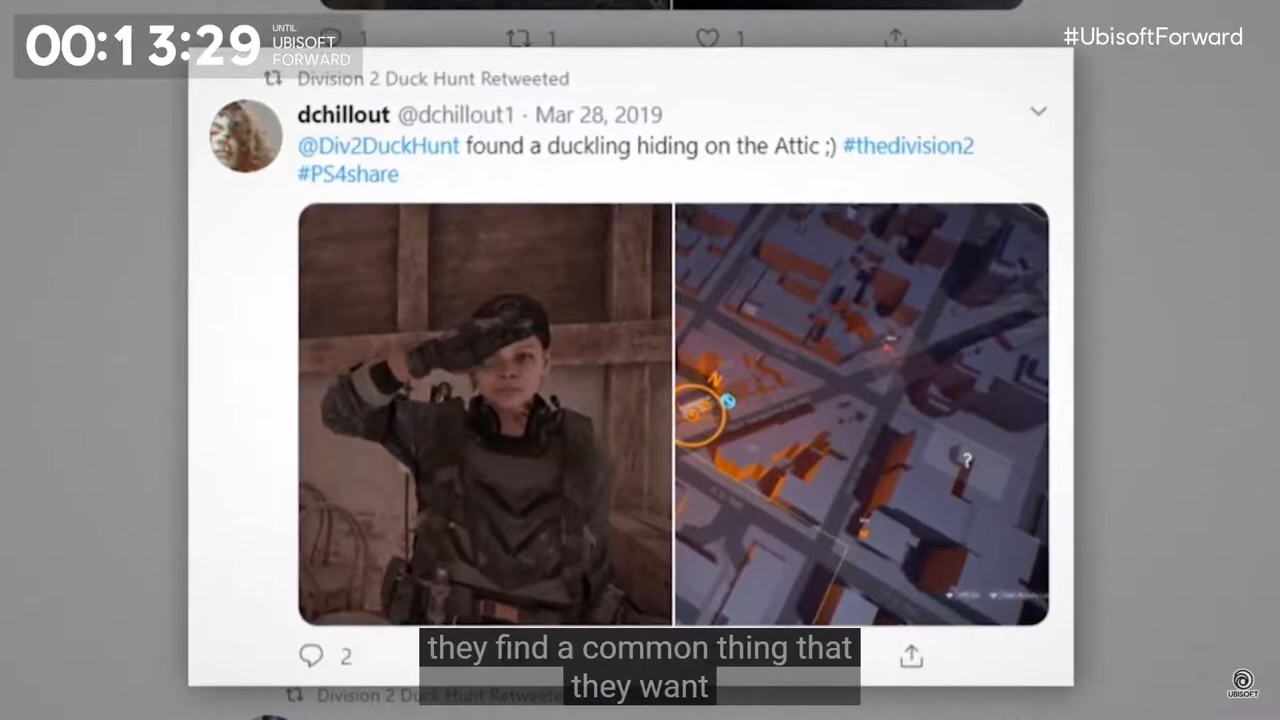 1 1 1
00:13:29
UNTIL
UBISOFT
FORWARD
#UbisoftForward
Division 2 Duck Hunt Retweeted
dchillout @dchillout1 · Mar 28, 2019
@Div2DuckHunt found a duckling hiding on the Attic ;) #thedivision2
#PS4share
N
?
2
they find a common thing that
they want
Division 2 Duck Hunt Retweete
UBISOFT